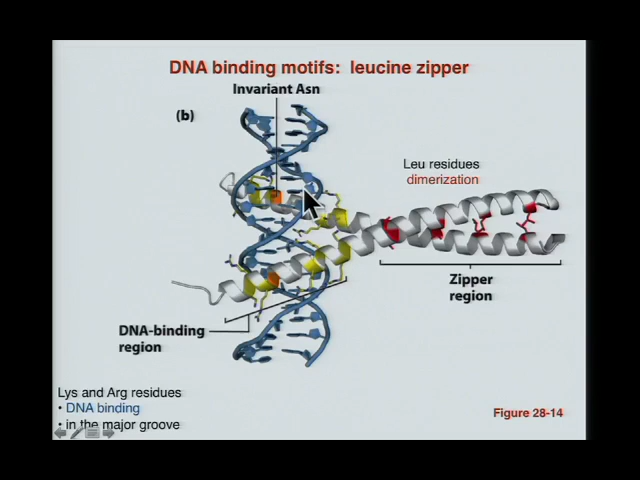 DNA binding motifs: leucine zipper
Invariant Asn
(b)
Leu residues
dimerization
Zipper
region
DNA-binding
region
Lys and Arg residues
• DNA binding
• in the major groove
Figure 28-14